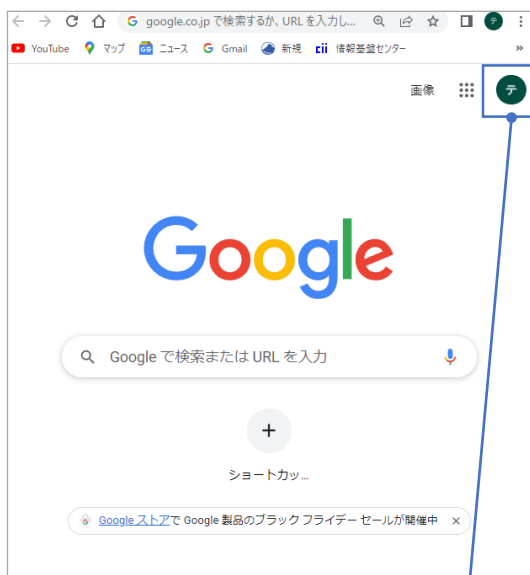 google.co.jp で検索するか、URL を入力し...
テ
YouTube マップ ニュース Gmail 新規 cii 情報基盤センター »
画像
テ
Google
Google で検索または URL を入力
ショートカッ...
Google ストアで Google 製品のブラック フライデー セールが開催中 ×